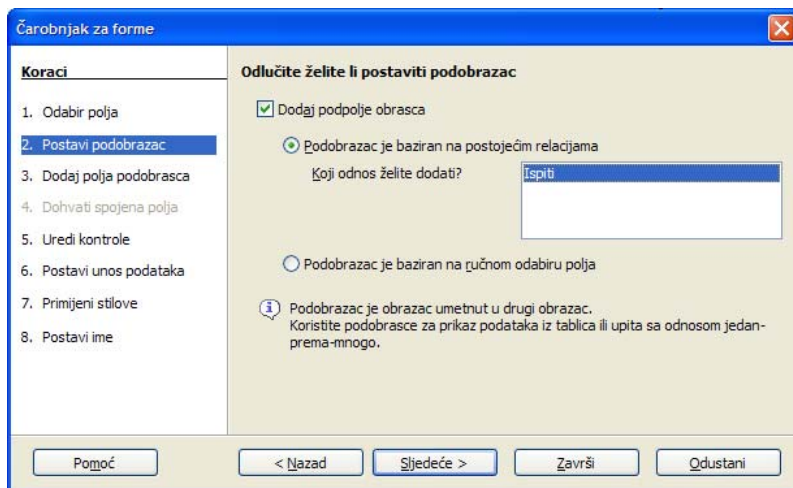 Čarobnjak za forme
Koraci
1. Odabir polja
2. Postavi podobrazac
3. Dodaj polja podobrasca
4. Dohvati spojena polja
5. Uredi kontrole
6. Postavi unos podataka
7. Primijeni stilove
8. Postavi ime
Odlučite želite li postaviti podobrazac
Dodaj podpolje obrasca
Podobrazac je baziran na postojećim relacijama
Koji odnos želite dodati?
Ispiti
Podobrazac je baziran na ručnom odabiru polja
Podobrazac je obrazac umetnut u drugi obrazac.
Koristite podobrasce za prikaz podataka iz tablica ili upita sa odnosom jedan-
prema-mnogo.
Pomoć
< Nazad
Sljedeće >
Završi
Odustani